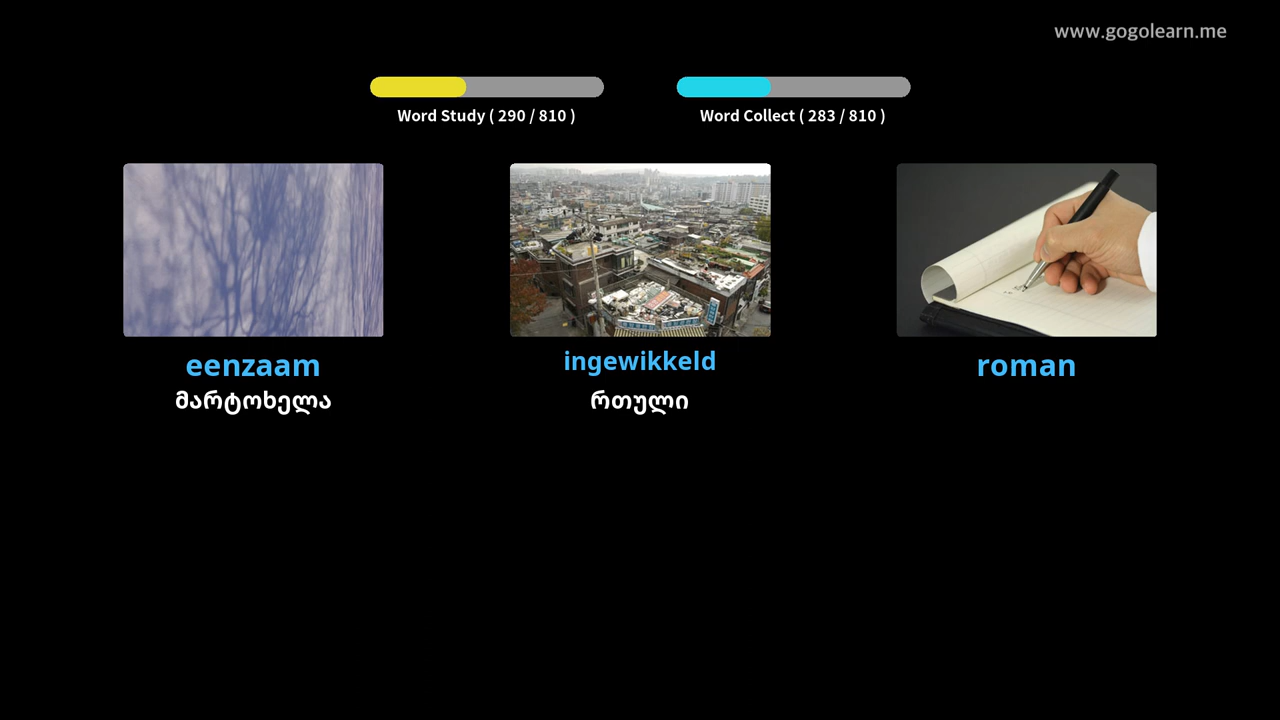 www.gogolearn.me
Word Study ( 290 / 810 )
Word Collect ( 283 / 810 )
eenzaam
ingewikkeld
roman
მარტოხელა
რთული